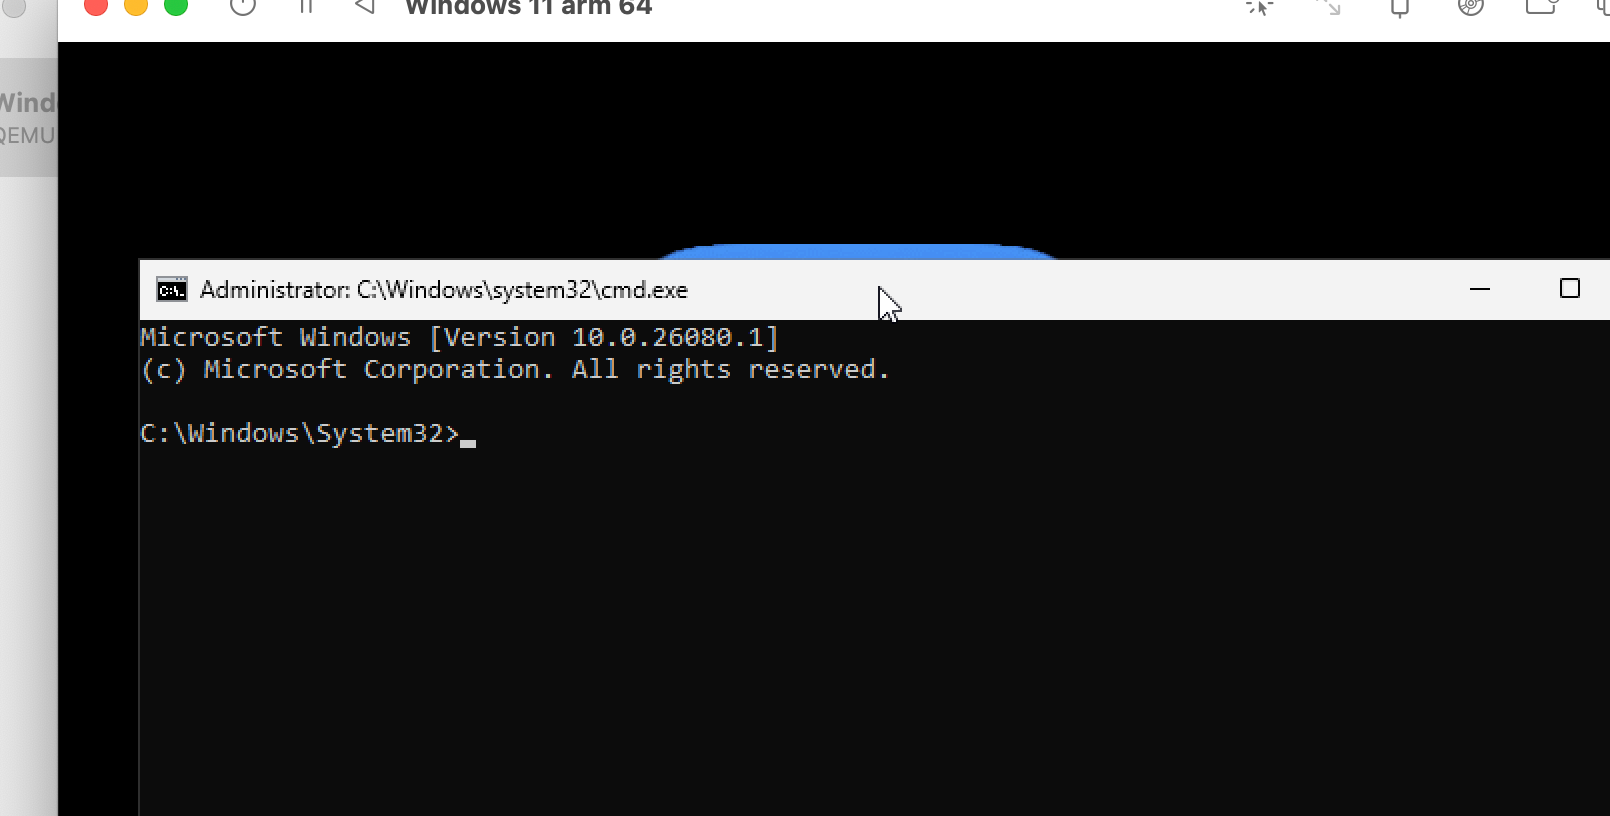 Windows 11 arm 64
Wind
QEMU
Administrator: C:\Windows\system32\cmd.exe
Microsoft Windows [Version 10.0.26080.1]
(c) Microsoft Corporation. All rights reserved.
C:\Windows\System32>